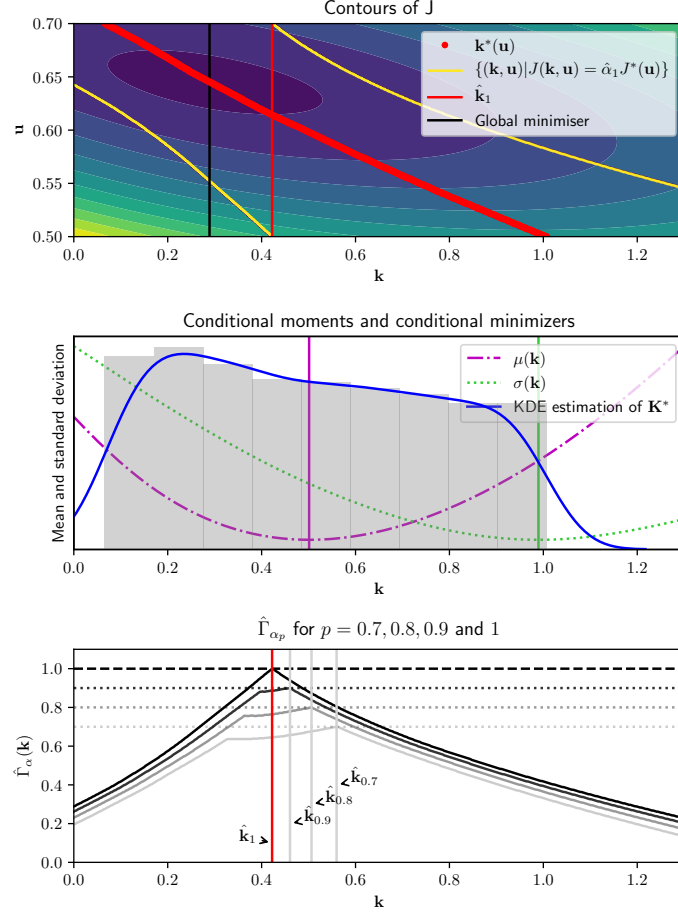 Contours of J
0.70
0.65
0.60
0.55
0.50
u
k*(u)
{(k, u)|J(k, u) = α̂₁J*(u)}
k̂₁
Global minimiser
0.0 0.2 0.4 0.6 0.8 1.0 1.2
k
Conditional moments and conditional minimizers
Mean and standard deviation
μ(k)
σ(k)
KDE estimation of K*
0.0 0.2 0.4 0.6 0.8 1.0 1.2
k
Γ̂_{α_p} for p = 0.7, 0.8, 0.9 and 1
1.0
0.8
0.6
0.4
0.2
0.0
Γ̂_α(k)
k̂₀.₇
k̂₀.₈
k̂₀.₉
k̂₁
0.0 0.2 0.4 0.6 0.8 1.0 1.2
k